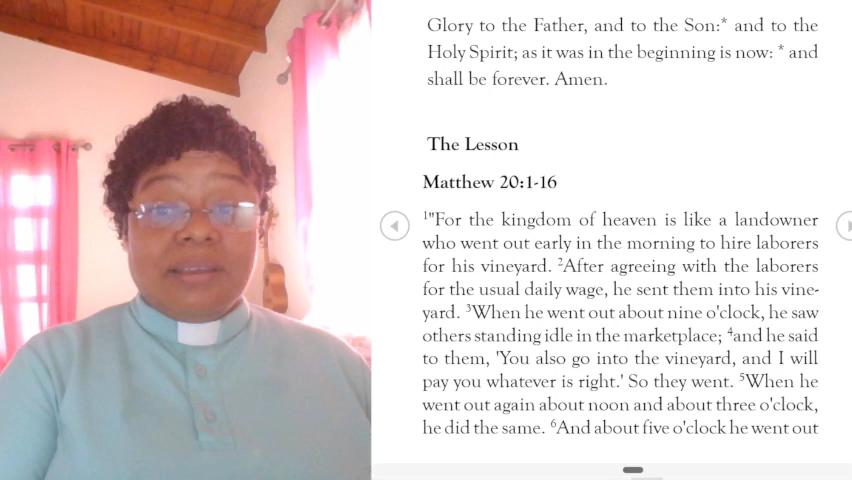 Glory to the Father, and to the Son:* and to the
Holy Spirit; as it was in the beginning is now: * and
shall be forever. Amen.
The Lesson
Matthew 20:1-16
1"For the kingdom of heaven is like a landowner
who went out early in the morning to hire laborers
for his vineyard. 2After agreeing with the laborers
for the usual daily wage, he sent them into his vine-
yard. 3When he went out about nine o'clock, he saw
others standing idle in the marketplace; 4and he said
to them, 'You also go into the vineyard, and I will
pay you whatever is right.' So they went. 5When he
went out again about noon and about three o'clock,
he did the same. 6And about five o'clock he went out